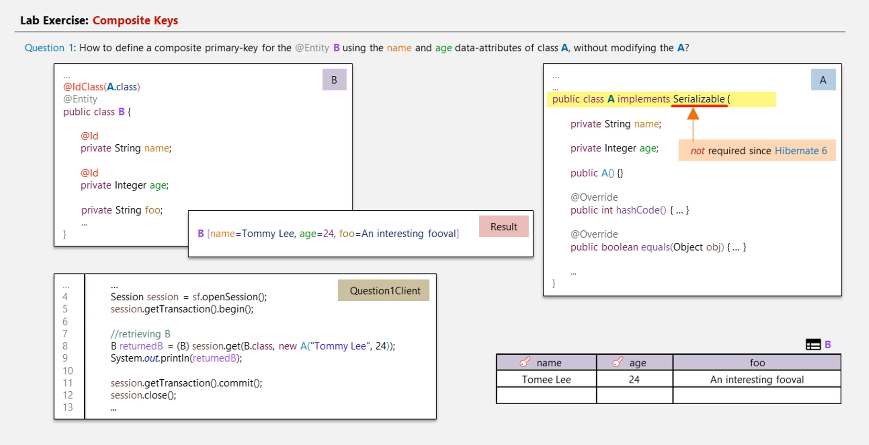 Lab Exercise: Composite Keys
Question 1: How to define a composite primary-key for the @Entity B using the name and age data-attributes of class A, without modifying the A?
B
...
@IdClass(A.class)
@Entity
public class B {
@Id
private String name;
@Id
private Integer age;
private String foo;
...
}
Result
B [name=Tommy Lee, age=24, foo=An interesting fooval]
A
...
...
public class A implements Serializable {
private String name;
private Integer age;
not required since Hibernate 6
public A() {}
@Override
public int hashCode() { ... }
@Override
public boolean equals(Object obj) { ... }
...
}
Question1Client
... ...
4 Session session = sf.openSession();
5 session.getTransaction().begin();
6
7 //retrieving B
8 B returnedB = (B) session.get(B.class, new A("Tommy Lee", 24));
9 System.out.println(returnedB);
10
11 session.getTransaction().commit();
12 session.close();
13 ...
B
name age foo
Tomee Lee 24 An interesting fooval